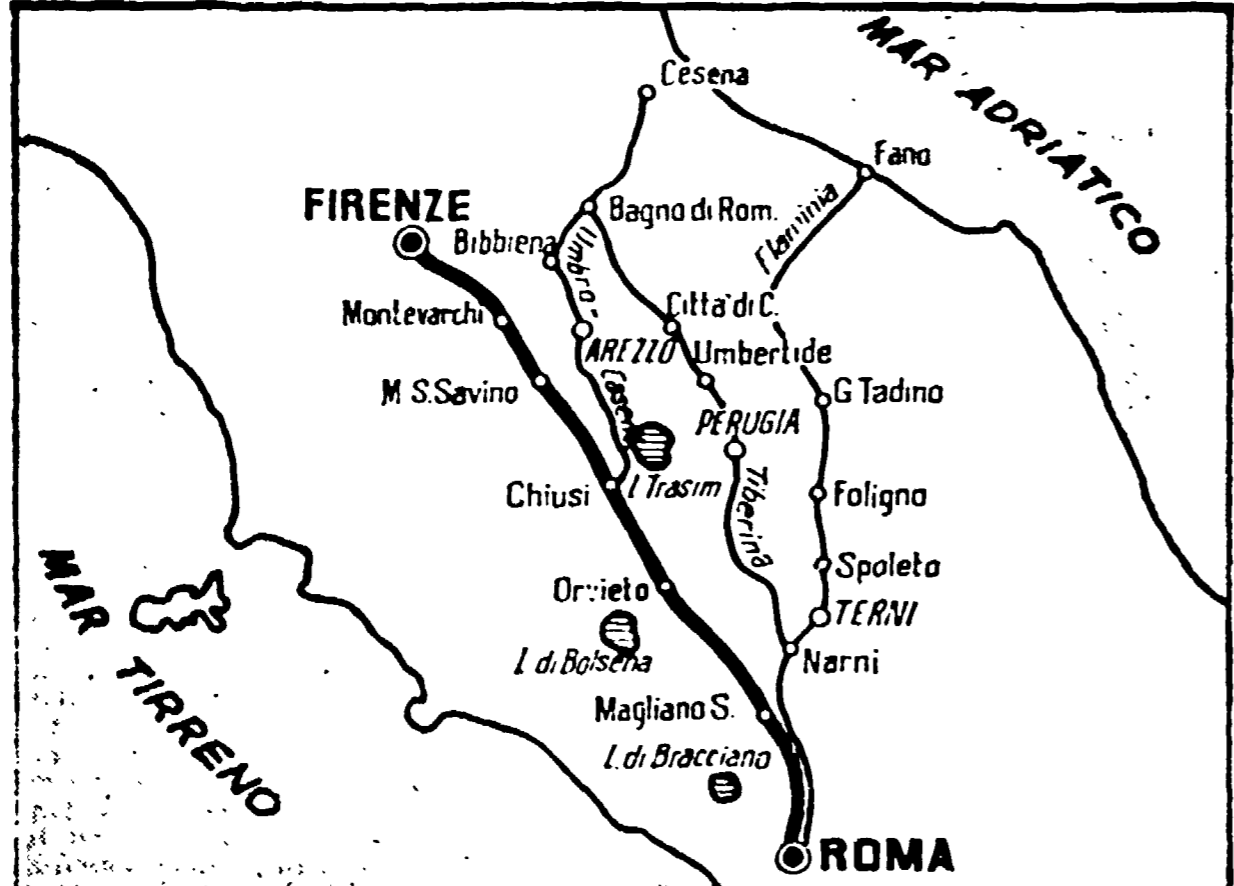 MAR ADRIATICO
Cesena
Fano
FIRENZE
Bagno di Rom.
Flaminia
Bibbiena
Umbro
Montevarchi
Città di C.
AREZZO
Umbertide
M S. Savino
Casen
G Tadino
PERUGIA
Chiusi
l Trasim
Tiberina
Foligno
Orvieto
Spoleto
MAR TIRRENO
TERNI
l di Bolsena
Narni
Magliano S.
l. di Bracciano
ROMA